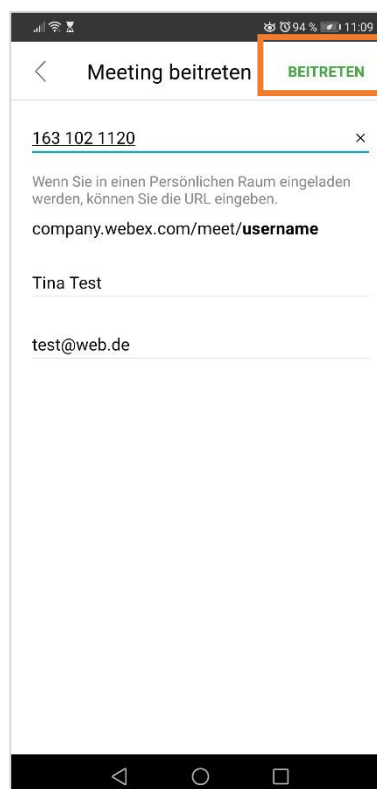 94 % 11:09
Meeting beitreten BEITRETEN
163 102 1120 ×
Wenn Sie in einen Persönlichen Raum eingeladen
werden, können Sie die URL eingeben.
company.webex.com/meet/username
Tina Test
test@web.de